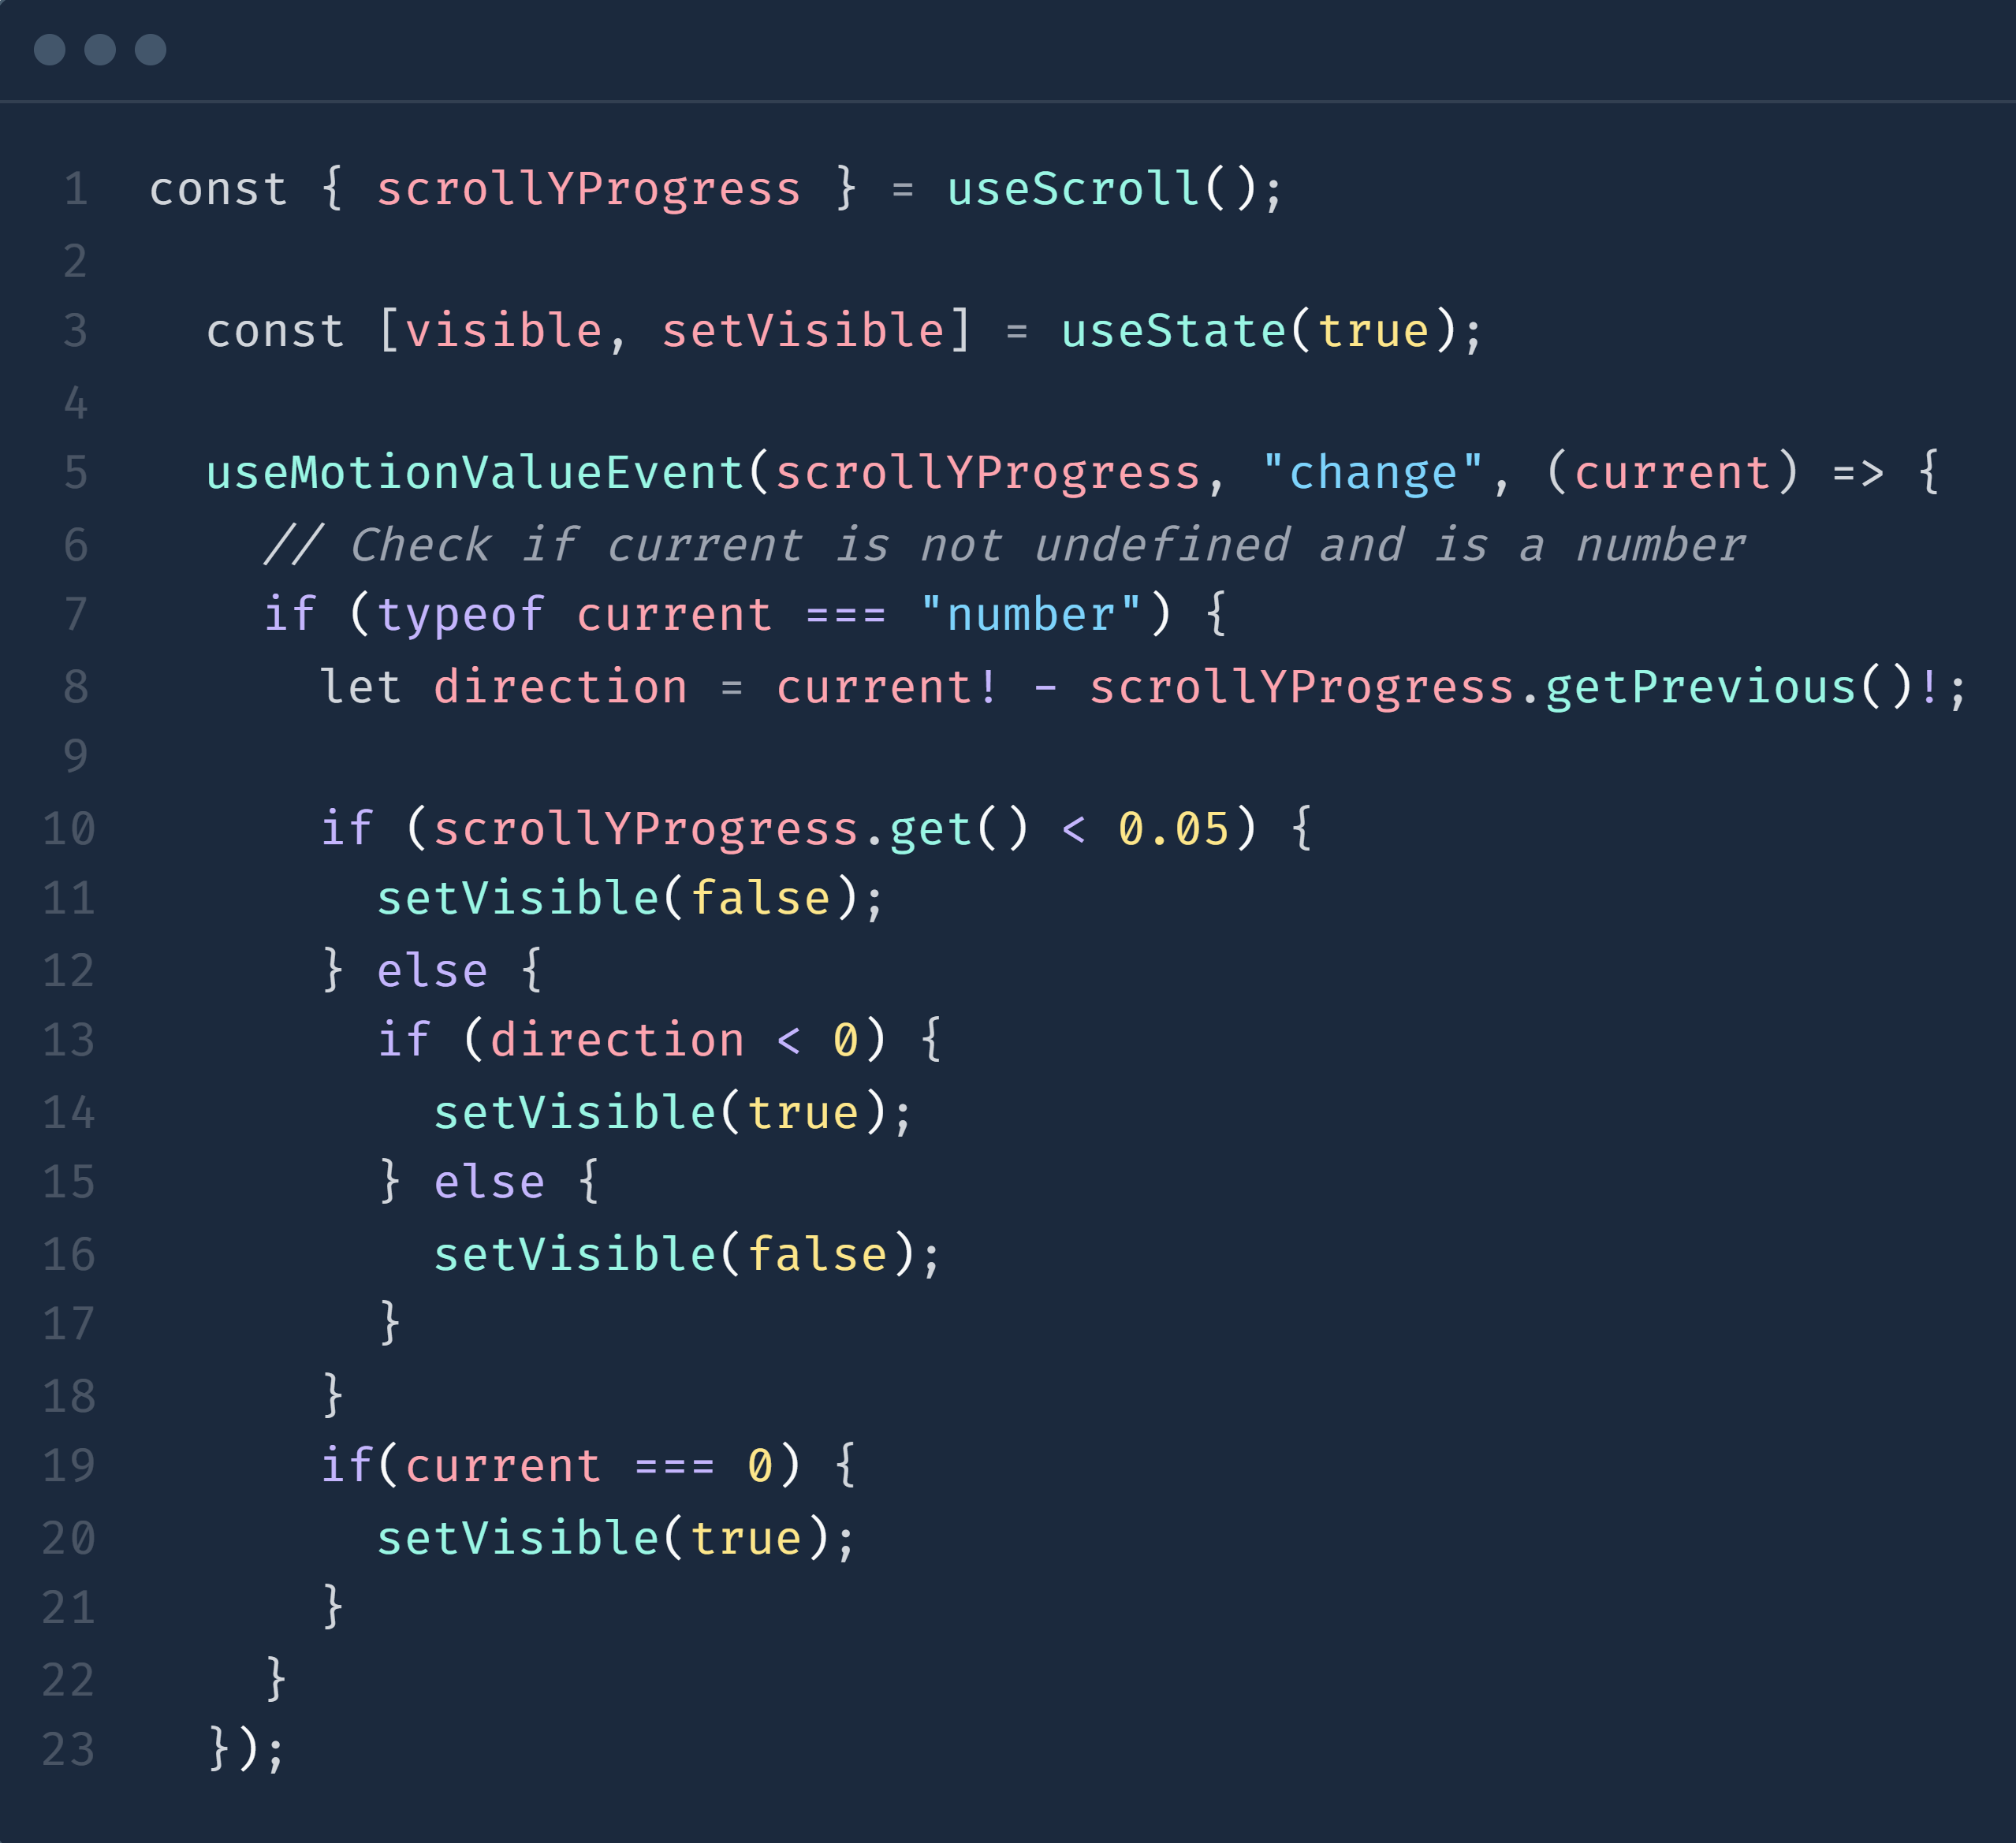 1 const { scrollYProgress } = useScroll();
2
3   const [visible, setVisible] = useState(true);
4
5   useMotionValueEvent(scrollYProgress, "change", (current) => {
6     // Check if current is not undefined and is a number
7     if (typeof current === "number") {
8       let direction = current! - scrollYProgress.getPrevious()!;
9
10       if (scrollYProgress.get() < 0.05) {
11         setVisible(false);
12       } else {
13         if (direction < 0) {
14           setVisible(true);
15         } else {
16           setVisible(false);
17         }
18       }
19       if(current === 0) {
20         setVisible(true);
21       }
22     }
23   });